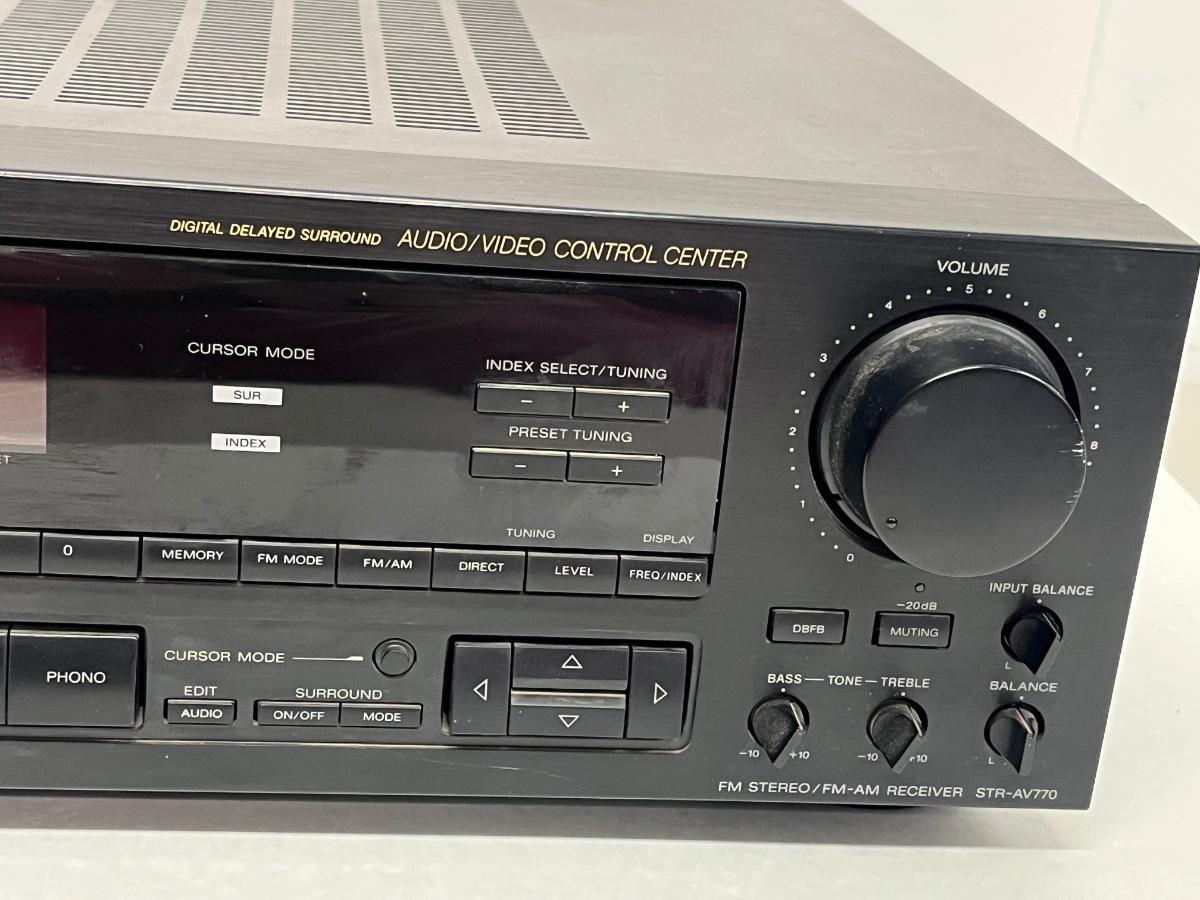 DIGITAL DELAYED SURROUND AUDIO/VIDEO CONTROL CENTER
VOLUME
0 1 2 3 4 5 6 7 8
CURSOR MODE
SUR
INDEX
INDEX SELECT/TUNING
− +
PRESET TUNING
− +
ET
TUNING
DISPLAY
0 MEMORY FM MODE FM/AM DIRECT LEVEL FREQ/INDEX
PHONO
CURSOR MODE
EDIT
AUDIO
SURROUND
ON/OFF MODE
−20dB
DBFB MUTING
INPUT BALANCE
L
BASS — TONE — TREBLE
−10 +10
−10 +10
BALANCE
L
FM STEREO/FM-AM RECEIVER STR-AV770